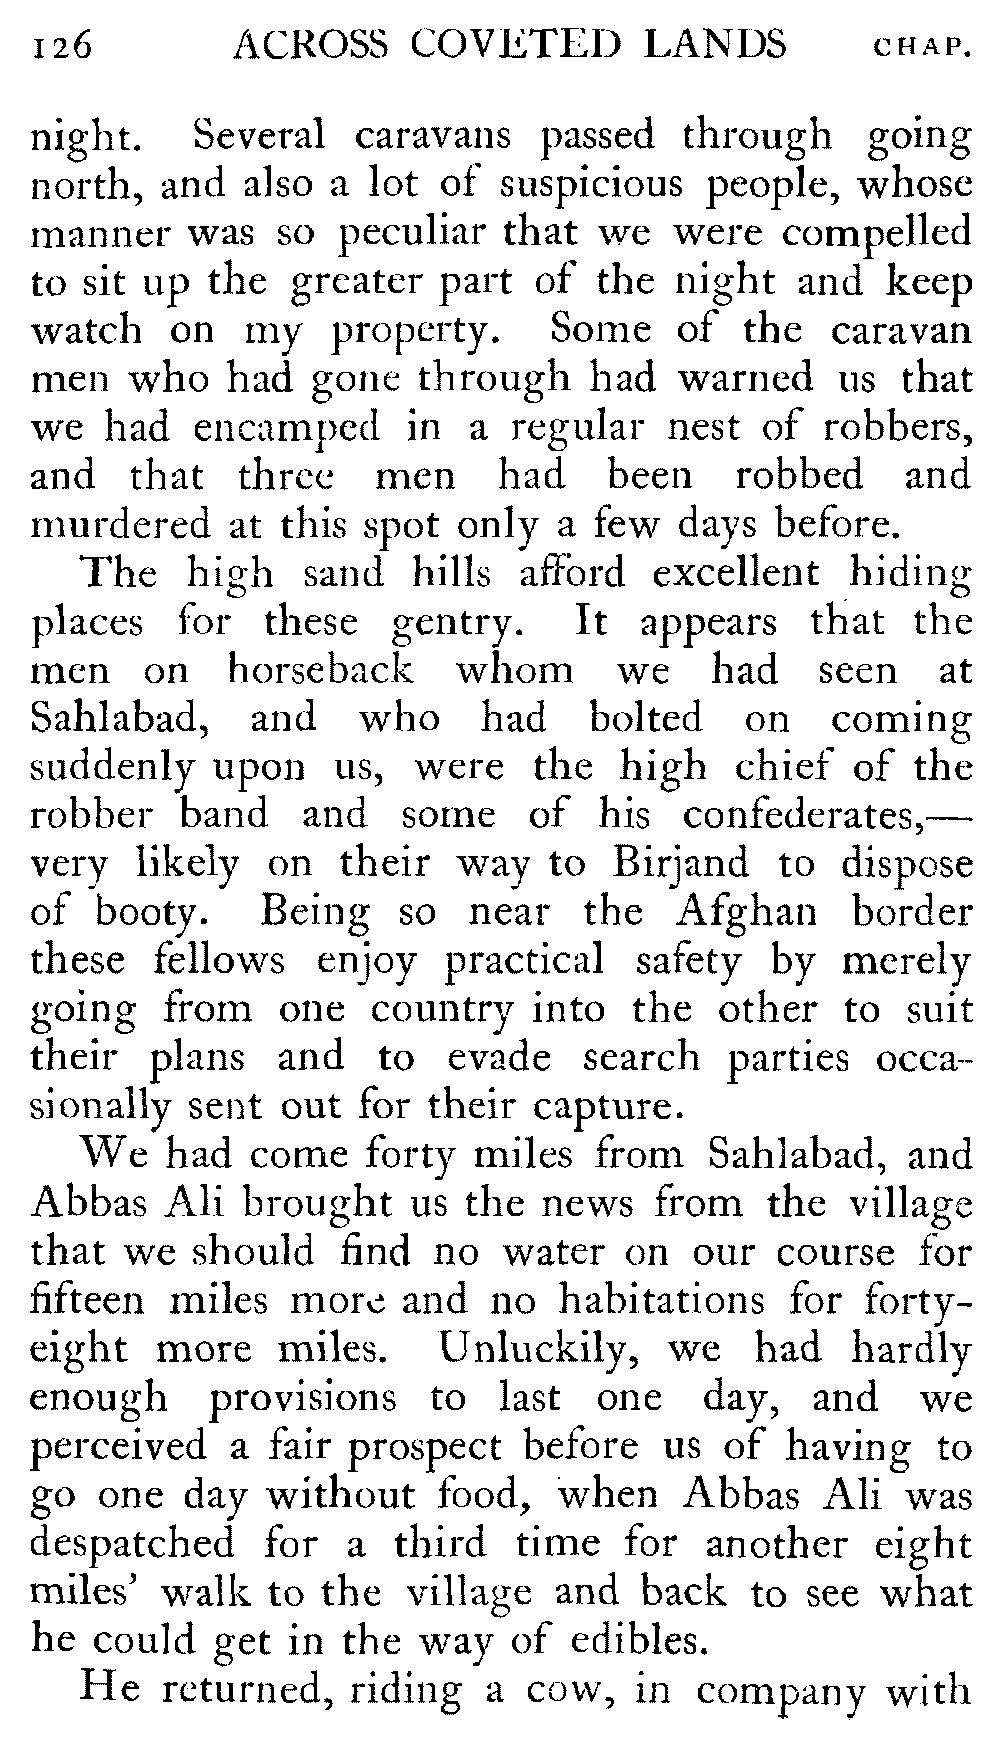 126 ACROSS COVETED LANDS CHAP.
night. Several caravans passed through going
north, and also a lot of suspicious people, whose
manner was so peculiar that we were compelled
to sit up the greater part of the night and keep
watch on my property. Some of the caravan
men who had gone through had warned us that
we had encamped in a regular nest of robbers,
and that three men had been robbed and
murdered at this spot only a few days before.
The high sand hills afford excellent hiding
places for these gentry. It appears that the
men on horseback whom we had seen at
Sahlabad, and who had bolted on coming
suddenly upon us, were the high chief of the
robber band and some of his confederates,—
very likely on their way to Birjand to dispose
of booty. Being so near the Afghan border
these fellows enjoy practical safety by merely
going from one country into the other to suit
their plans and to evade search parties occa-
sionally sent out for their capture.
We had come forty miles from Sahlabad, and
Abbas Ali brought us the news from the village
that we should find no water on our course for
fifteen miles more and no habitations for forty-
eight more miles. Unluckily, we had hardly
enough provisions to last one day, and we
perceived a fair prospect before us of having to
go one day without food, when Abbas Ali was
despatched for a third time for another eight
miles' walk to the village and back to see what
he could get in the way of edibles.
He returned, riding a cow, in company with